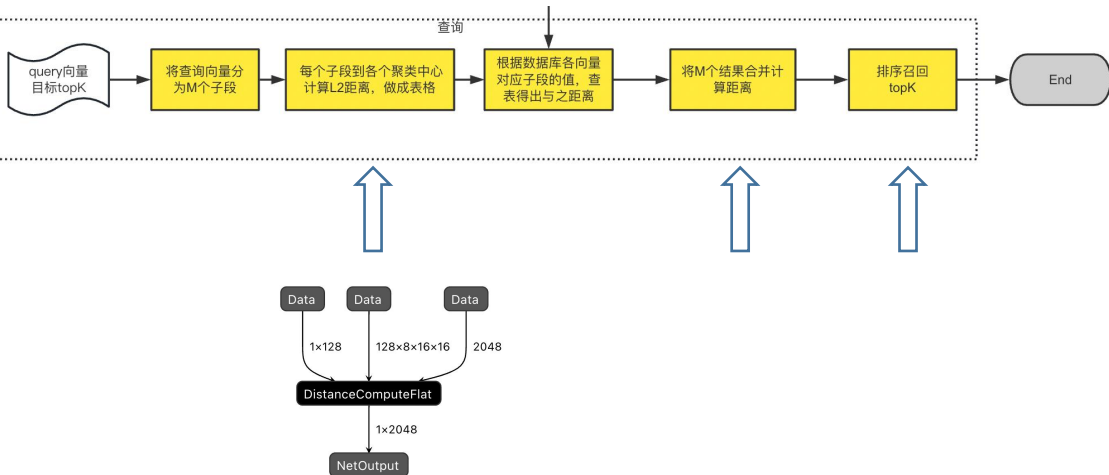 查询
query向量
目标topK
将查询向量分
为M个子段
每个子段到各个聚类中心
计算L2距离，做成表格
根据数据库各向量
对应子段的值，查
表得出与之距离
将M个结果合并计
算距离
排序召回
topK
End
Data
Data
Data
1×128
128×8×16×16
2048
DistanceComputeFlat
1×2048
NetOutput